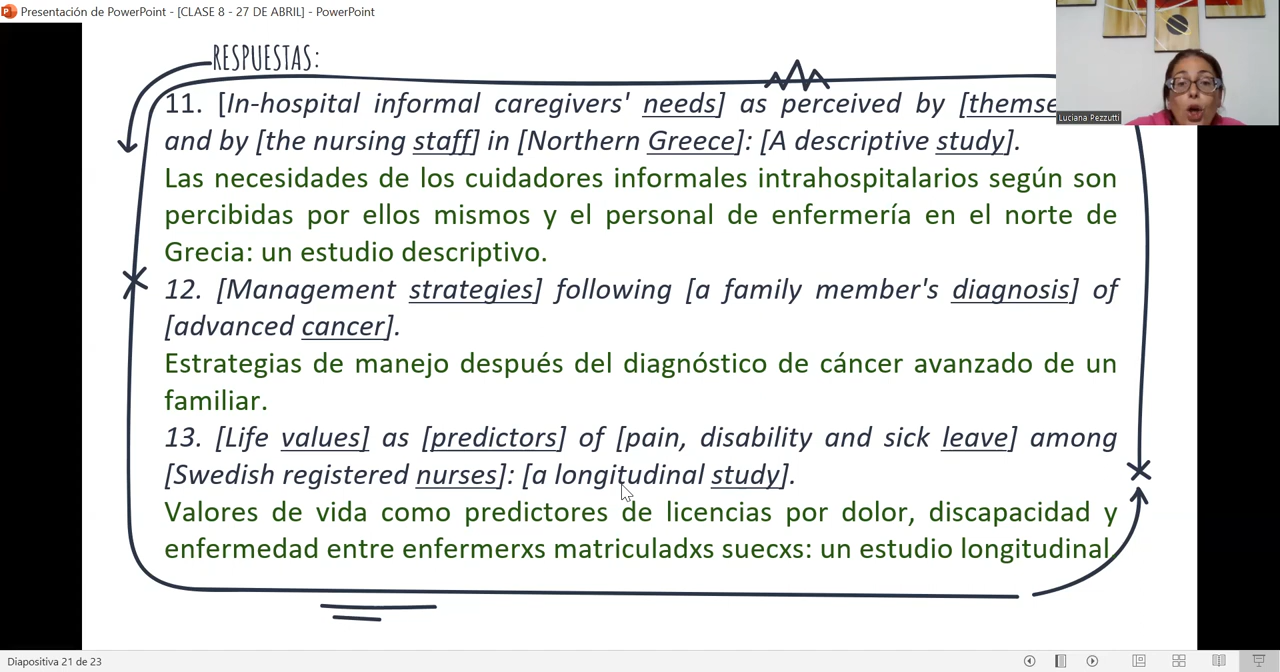 Presentación de PowerPoint - [CLASE 8 - 27 DE ABRIL] - PowerPoint
RESPUESTAS:
11. [In-hospital informal caregivers' needs] as perceived by
Luciana Pezzutti
and by [the nursing staff] in [Northern Greece]: [A descriptive study].
Las necesidades de los cuidadores informales intrahospitalarios según son
percibidas por ellos mismos y el personal de enfermería en el norte de
Grecia: un estudio descriptivo.
12. [Management strategies] following [a family member's diagnosis] of
[advanced cancer].
Estrategias de manejo después del diagnóstico de cáncer avanzado de un
familiar.
13. [Life values] as [predictors] of [pain, disability and sick leave] among
[Swedish registered nurses]: [a longitudinal study].
Valores de vida como predictores de licencias por dolor, discapacidad y
enfermedad entre enfermerxs matriculadxs suecxs: un estudio longitudinal.
Diapositiva 21 de 23